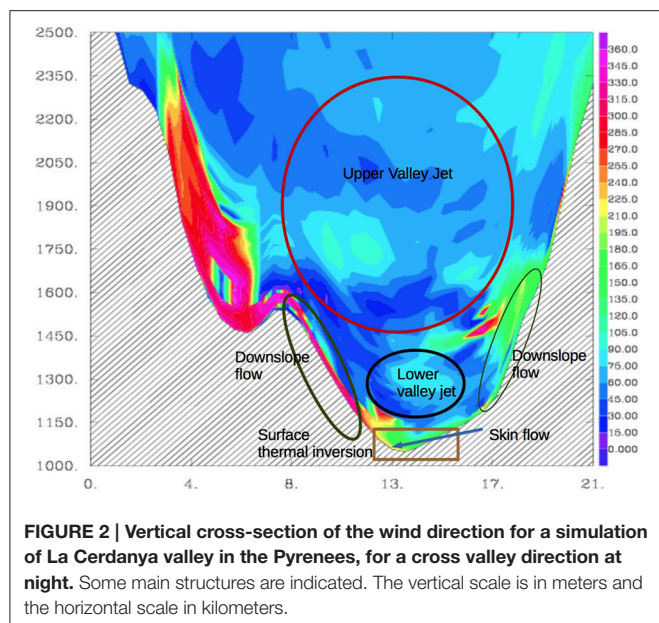 2500.
2350
2200
2050
1900
1750
1600
1450
1300
1150
1000
0.
4.
8.
13.
17.
21.
360.0
345.0
330.0
315.0
300.0
285.0
270.0
240.0
225.0
210.0
195.0
180.0
165.0
150.0
135.0
120.0
105.0
90.00
75.00
60.00
45.00
30.00
15.00
0.000
Upper Valley Jet
Downslope
flow
Lower
valley jet
Downslope
flow
Surface
thermal inversion
Skin flow
FIGURE 2 | Vertical cross-section of the wind direction for a simulation
of La Cerdanya valley in the Pyrenees, for a cross valley direction at
night. Some main structures are indicated. The vertical scale is in meters and
the horizontal scale in kilometers.